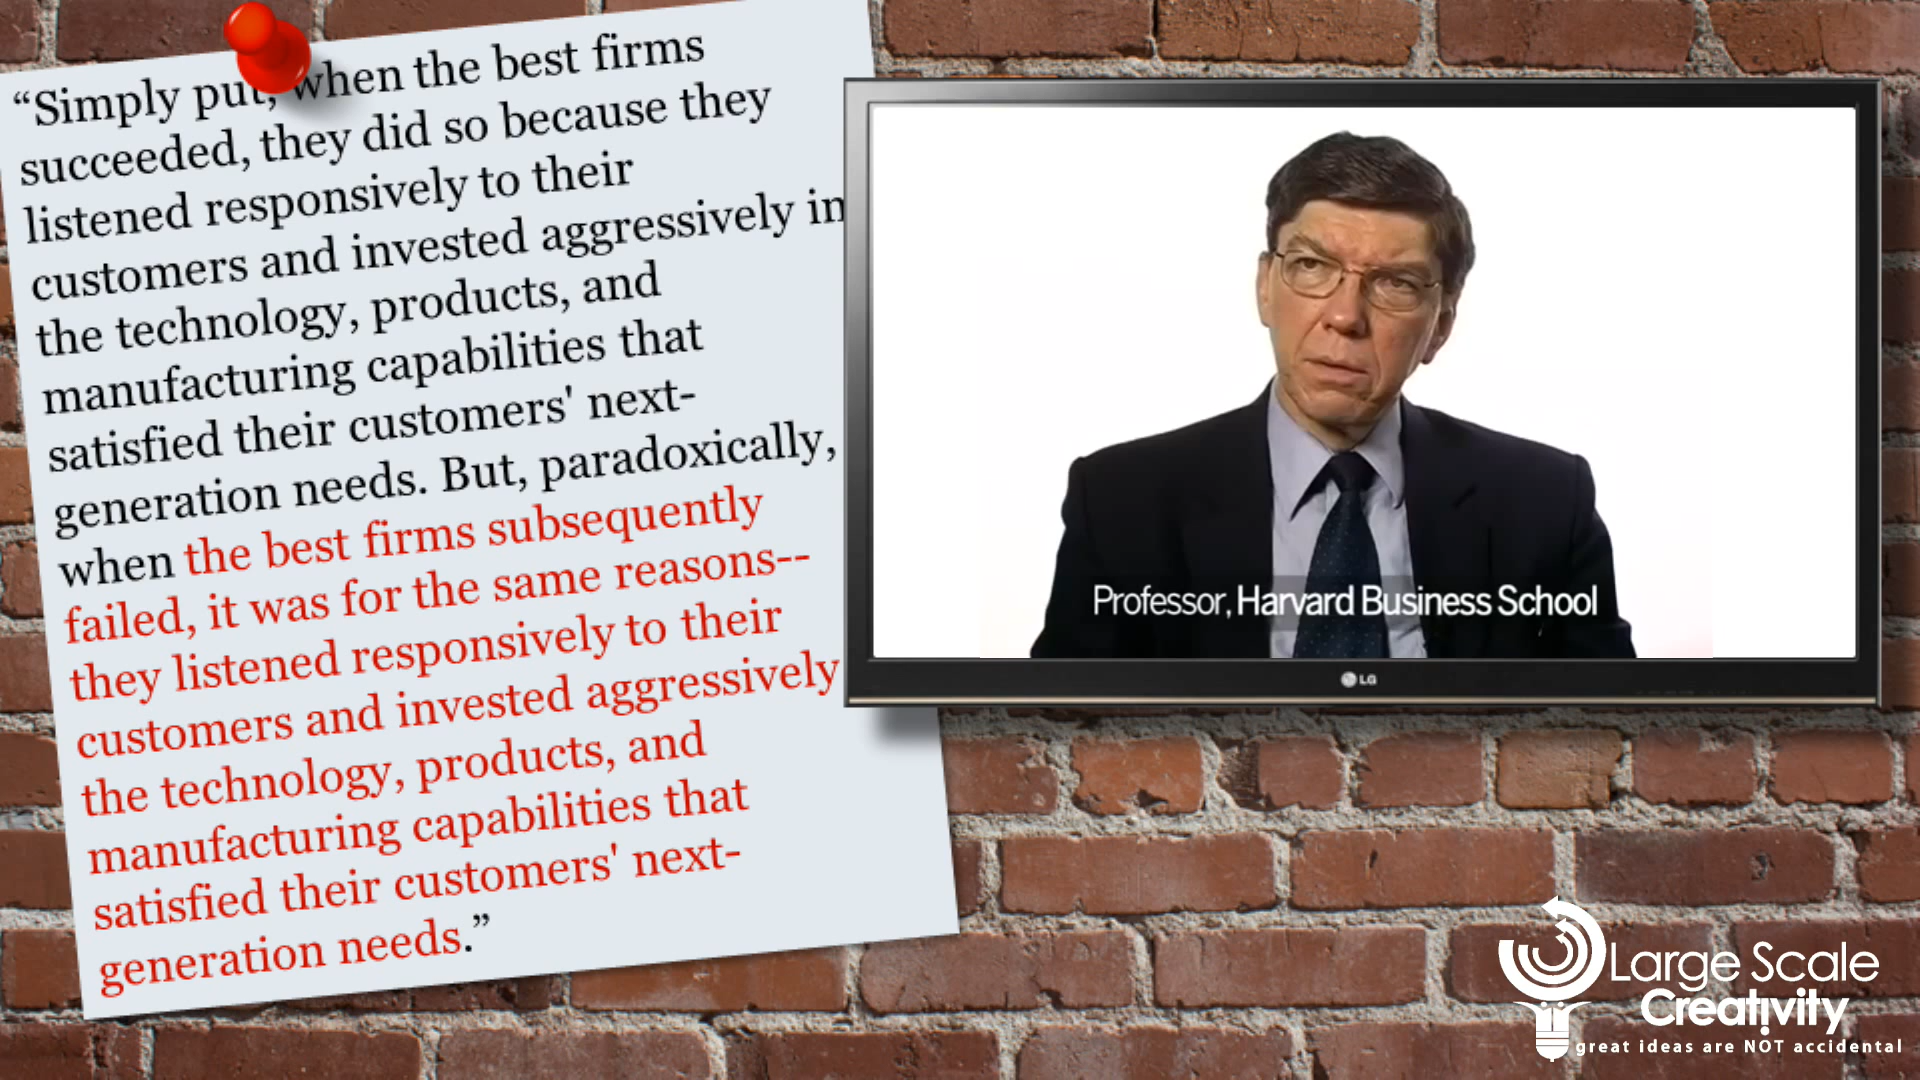 “Simply put, when the best firms
succeeded, they did so because they
listened responsively to their
customers and invested aggressively in
the technology, products, and
manufacturing capabilities that
satisfied their customers' next-
generation needs. But, paradoxically,
when the best firms subsequently
failed, it was for the same reasons--
they listened responsively to their
customers and invested aggressively
the technology, products, and
manufacturing capabilities that
satisfied their customers' next-
generation needs.”
Professor, Harvard Business School
LG
Large Scale
Creativity
great ideas are NOT accidental